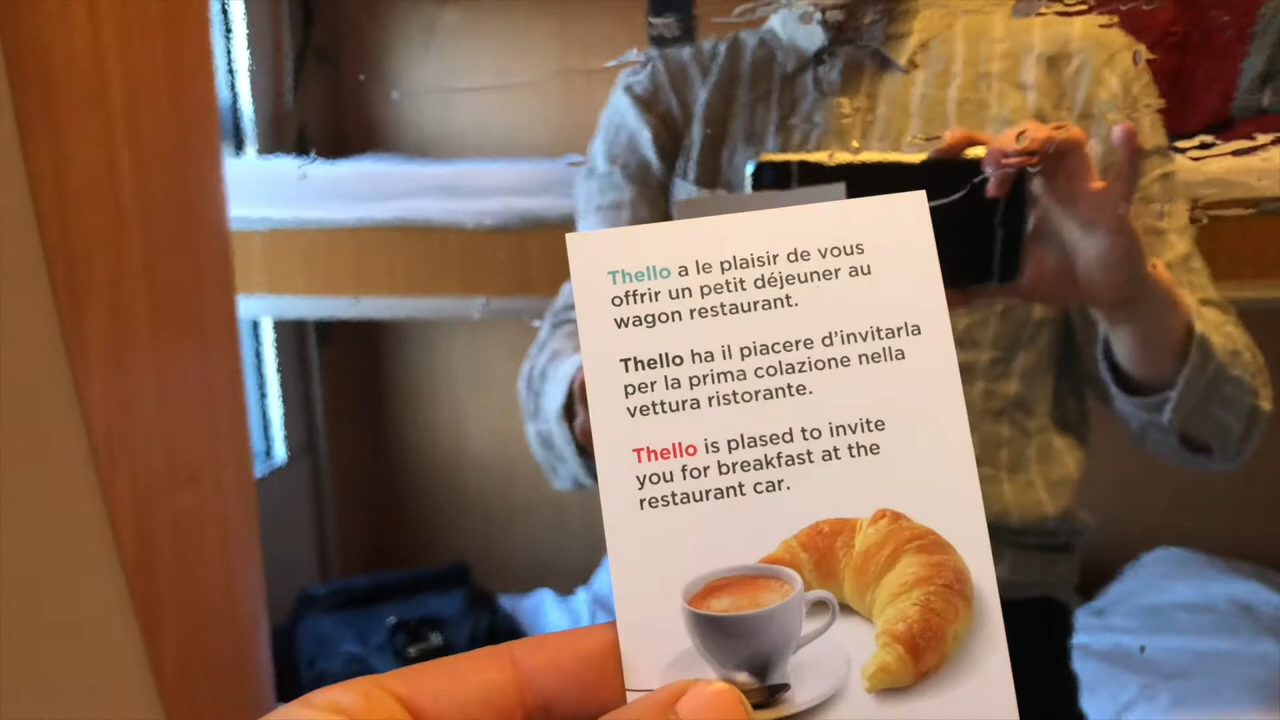 Thello a le plaisir de vous
offrir un petit déjeuner au
wagon restaurant.
Thello ha il piacere d'invitarla
per la prima colazione nella
vettura ristorante.
Thello is plased to invite
you for breakfast at the
restaurant car.